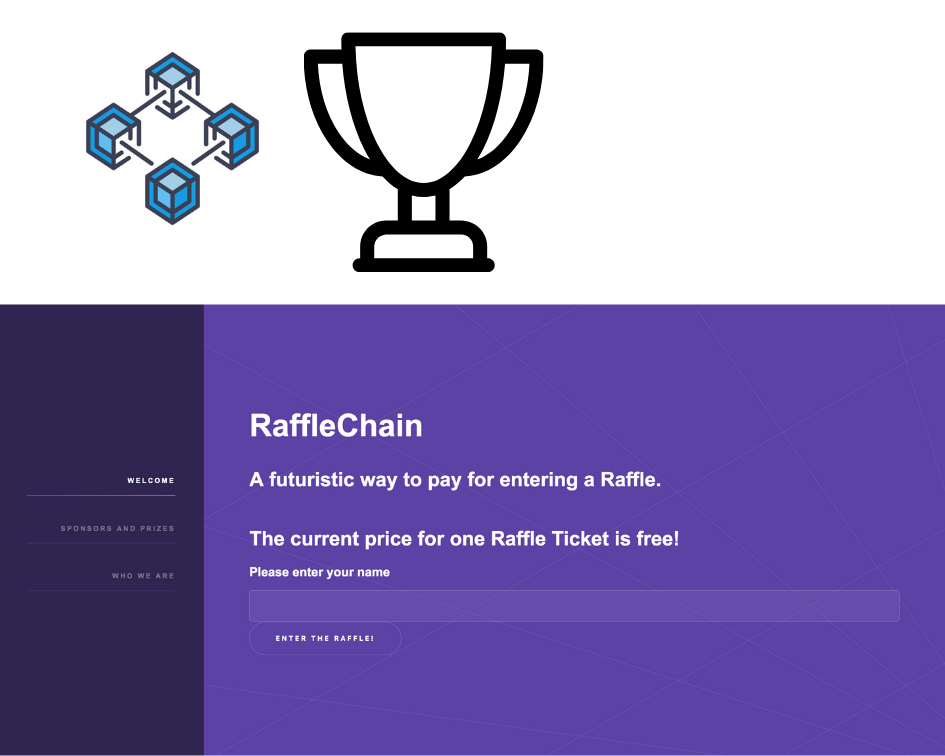 WELCOME
SPONSORS AND PRIZES
WHO WE ARE
RaffleChain
A futuristic way to pay for entering a Raffle.
The current price for one Raffle Ticket is free!
Please enter your name
ENTER THE RAFFLE!